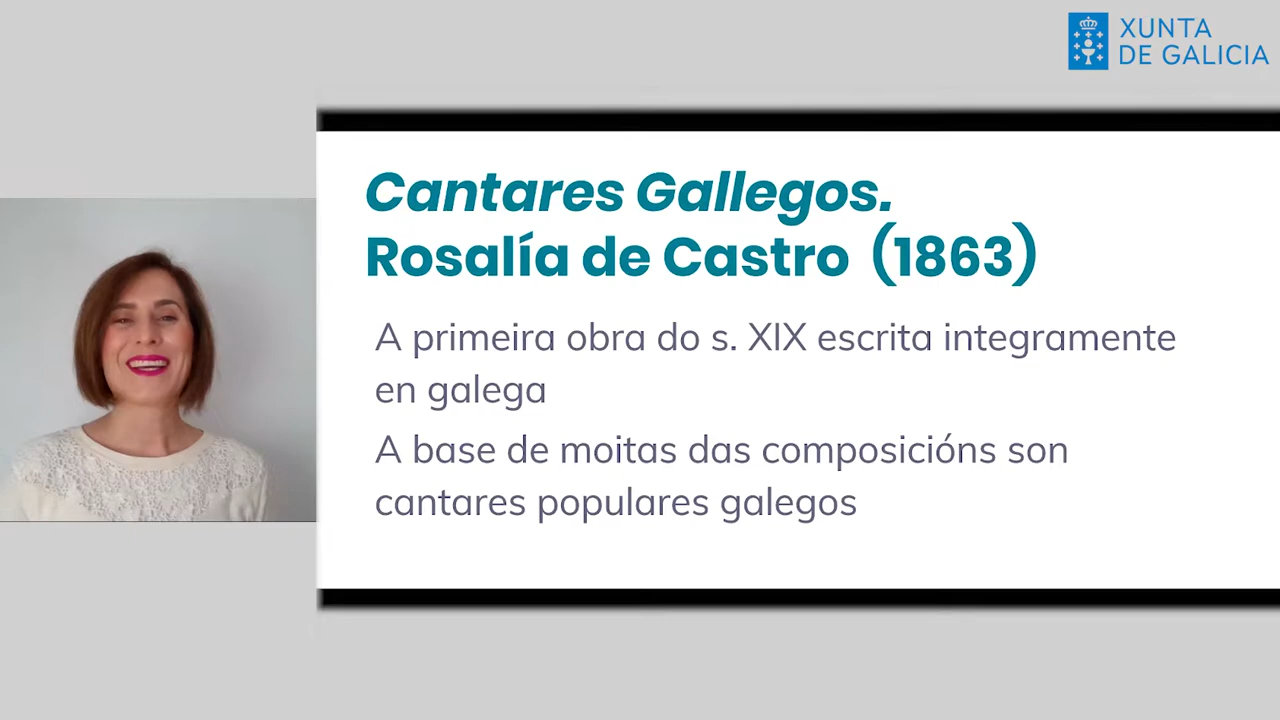 XUNTA
DE GALICIA
Cantares Gallegos.
Rosalía de Castro (1863)
A primeira obra do s. XIX escrita integramente
en galega
A base de moitas das composicións son
cantares populares galegos